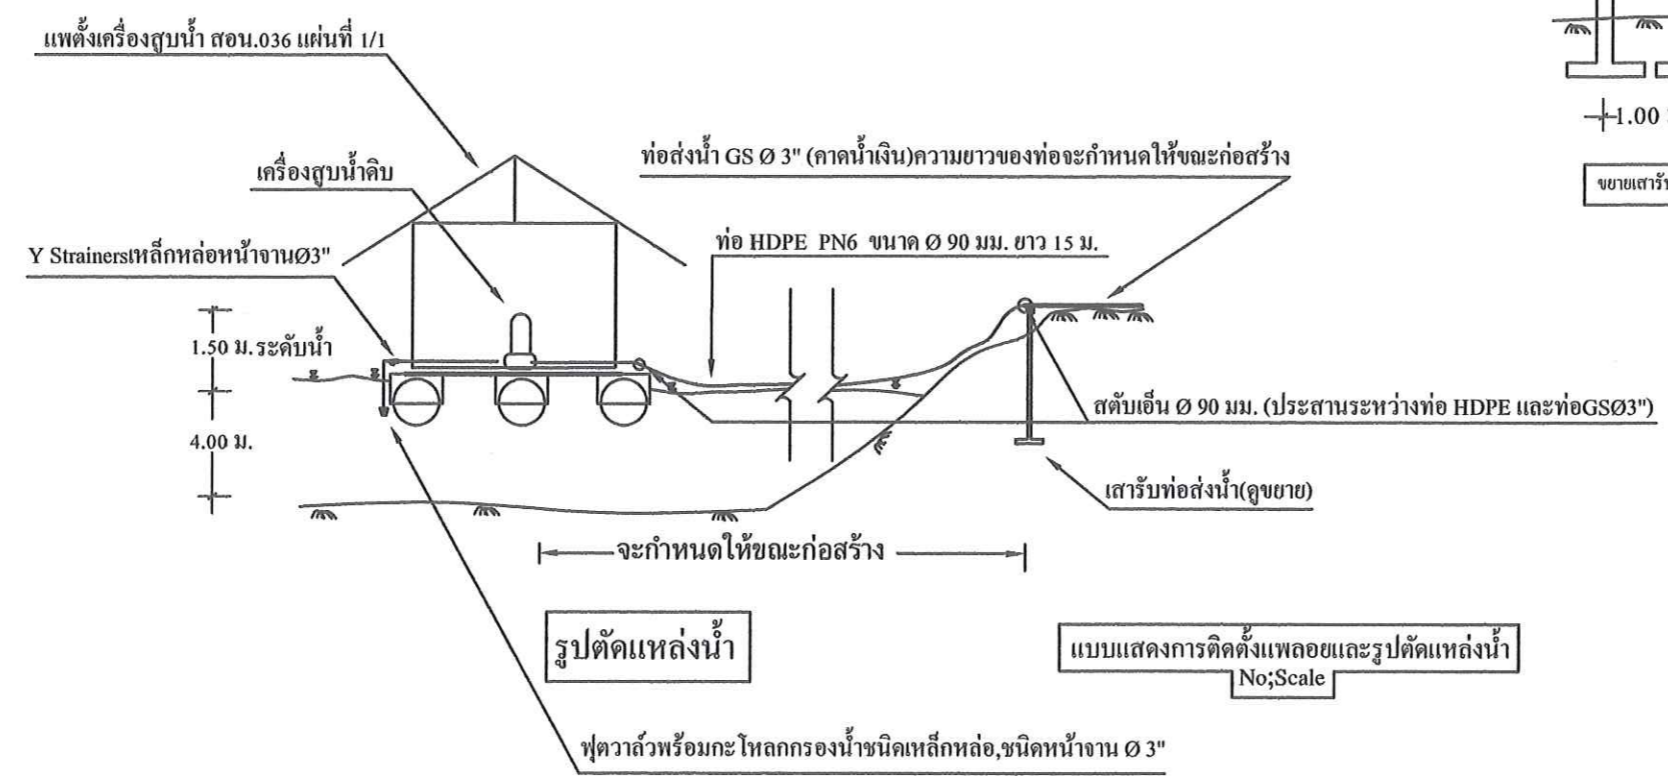 แพตั้งเครื่องสูบน้ำ สอน.036 แผ่นที่ 1/1
1.00
ท่อส่งน้ำ GS Ø 3" (คาดน้ำเงิน)ความยาวของท่อจะกำหนดให้ขณะก่อสร้าง
เครื่องสูบน้ำดิบ
ขยายเสารับ
ท่อ HDPE PN6 ขนาด Ø 90 มม. ยาว 15 ม.
Y Strainersเหล็กหล่อหน้าจานØ3"
1.50 ม. ระดับน้ำ
สตับเอ็น Ø 90 มม. (ประสานระหว่างท่อ HDPE และท่อGSØ3")
4.00 ม.
เสารับท่อส่งน้ำ(ดูขยาย)
จะกำหนดให้ขณะก่อสร้าง
รูปตัดแหล่งน้ำ
แบบแสดงการติดตั้งแพลอยและรูปตัดแหล่งน้ำ
No;Scale
ฟุตวาล์วพร้อมกะโหลกกรองน้ำชนิดเหล็กหล่อ,ชนิดหน้าจาน Ø 3"